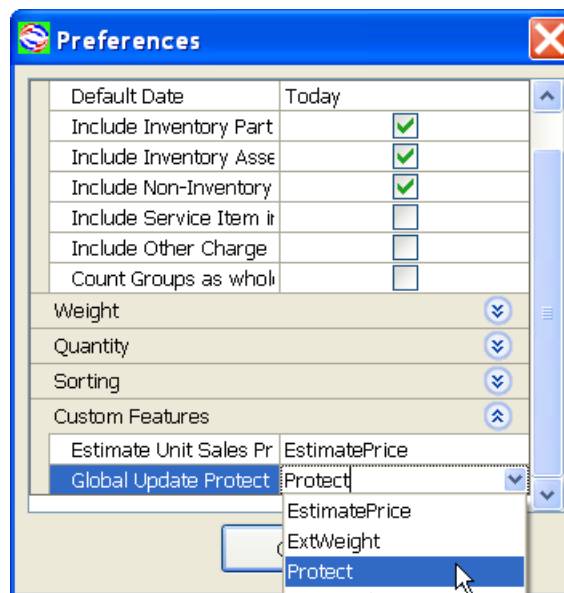 Preferences
Default Date Today
Include Inventory Part
Include Inventory Asse
Include Non-Inventory
Include Service Item in
Include Other Charge
Count Groups as whol
Weight
Quantity
Sorting
Custom Features
Estimate Unit Sales Pr EstimatePrice
Global Update Protect Protect
EstimatePrice
ExtWeight
Protect